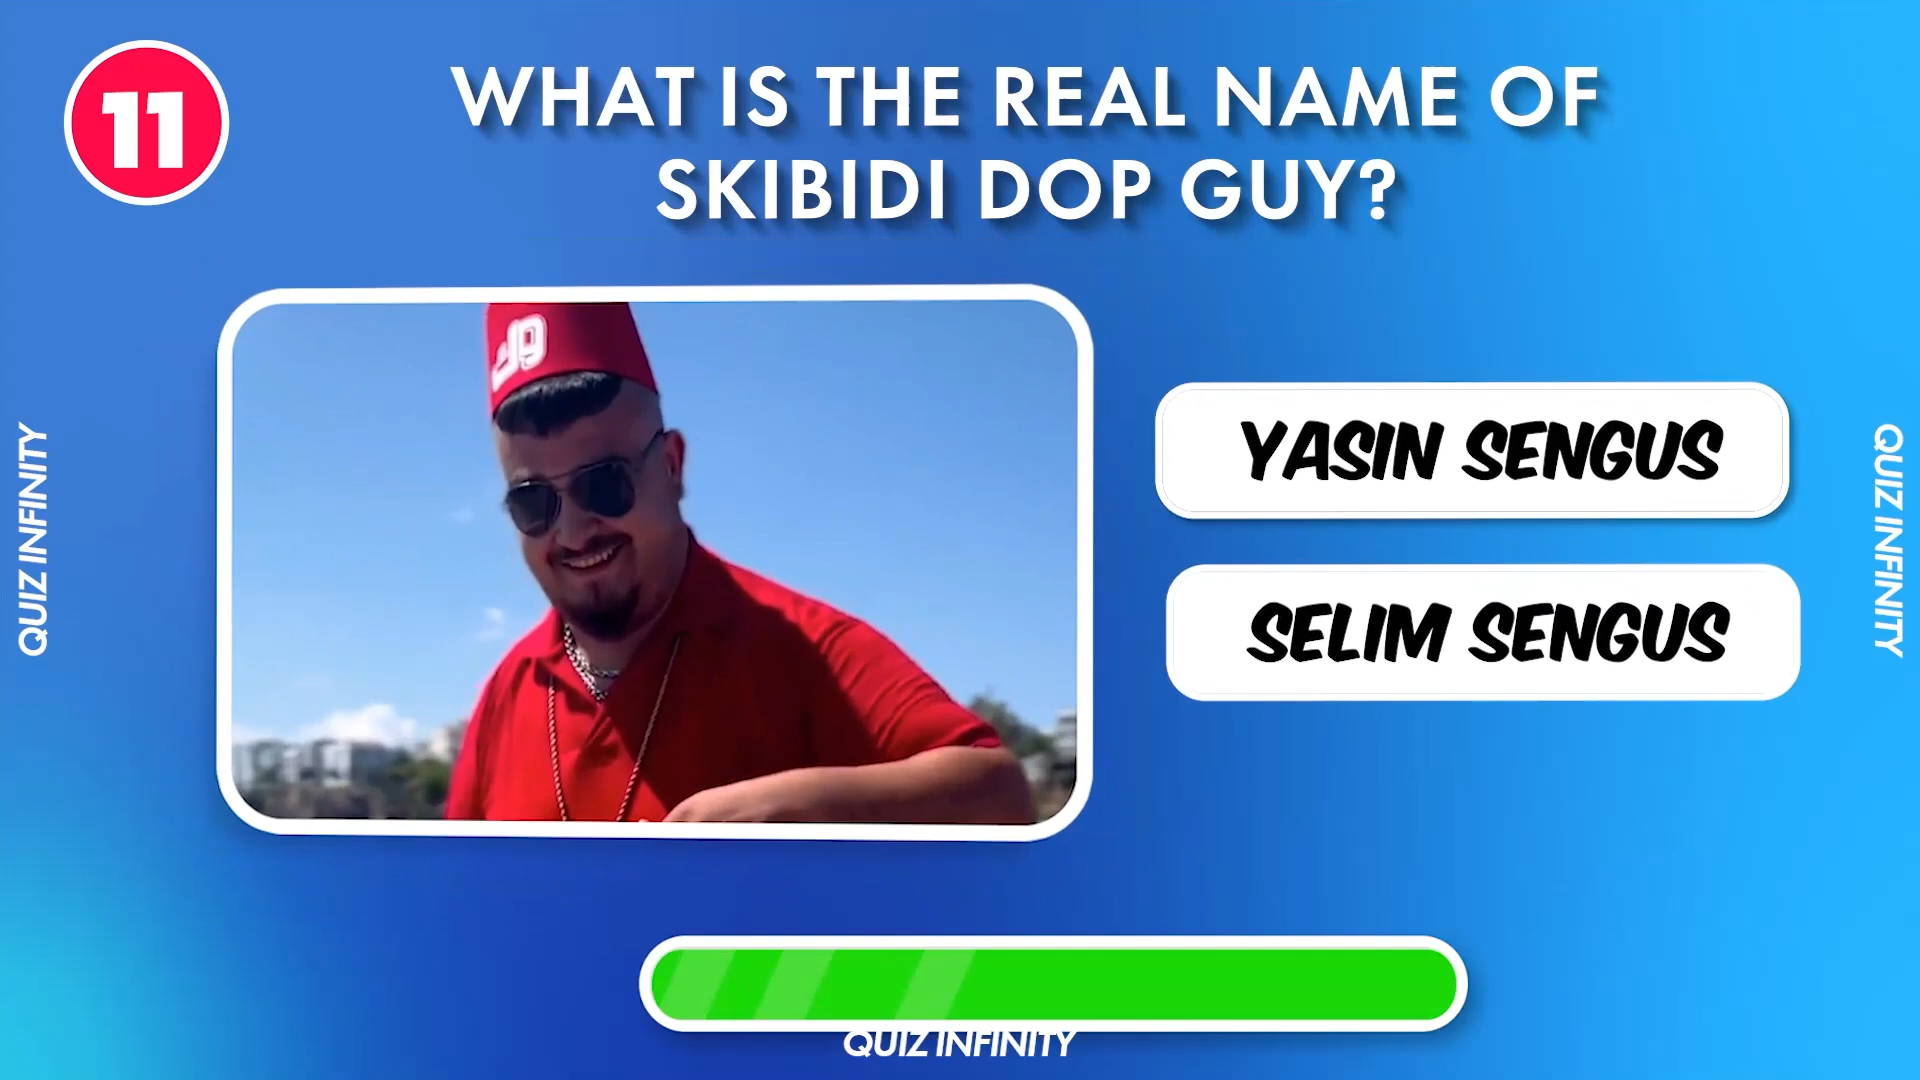 11
WHAT IS THE REAL NAME OF
SKIBIDI DOP GUY?
YASIN SENGUS
SELIM SENGUS
QUIZ INFINITY
QUIZ INFINITY
QUIZ INFINITY